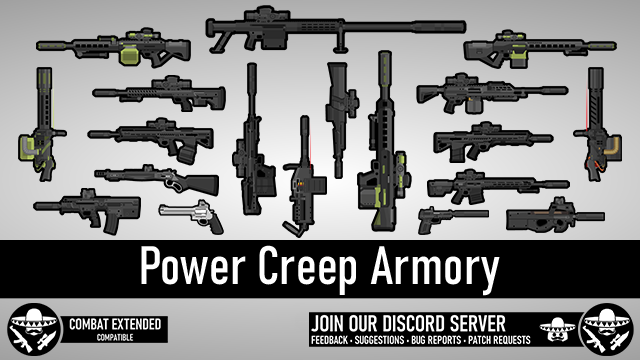 Power Creep Armory
COMBAT EXTENDED
COMPATIBLE
JOIN OUR DISCORD SERVER
FEEDBACK • SUGGESTIONS • BUG REPORTS • PATCH REQUESTS